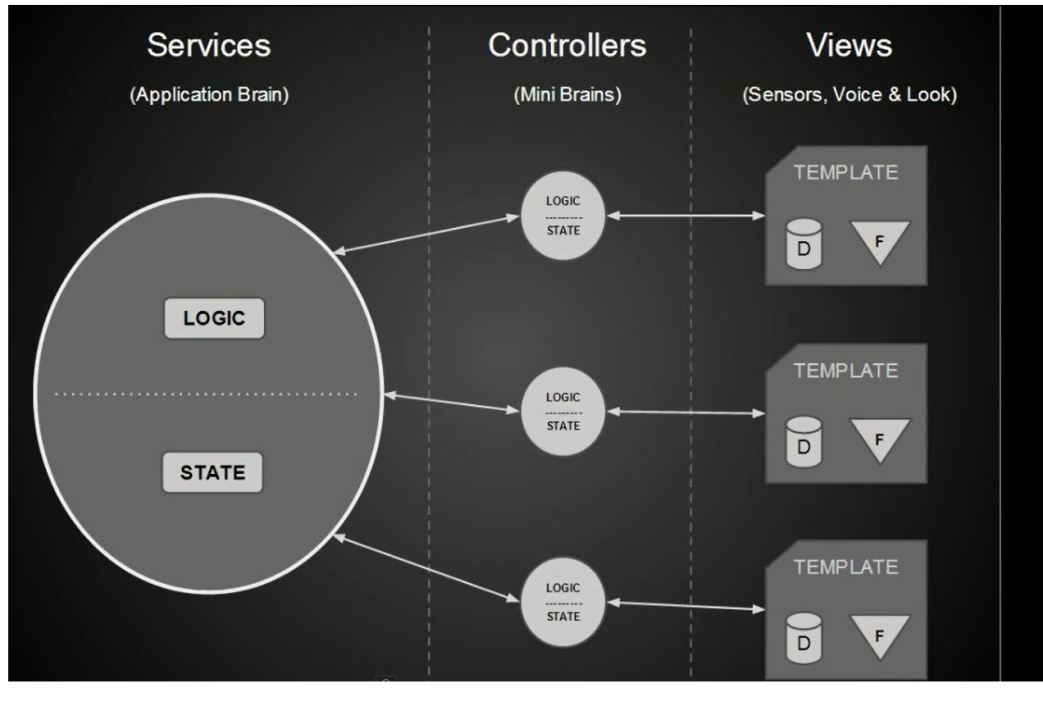 Services
(Application Brain)
Controllers
(Mini Brains)
Views
(Sensors, Voice & Look)
LOGIC
STATE
LOGIC
---------
STATE
LOGIC
---------
STATE
LOGIC
---------
STATE
TEMPLATE
D F
TEMPLATE
D F
TEMPLATE
D F